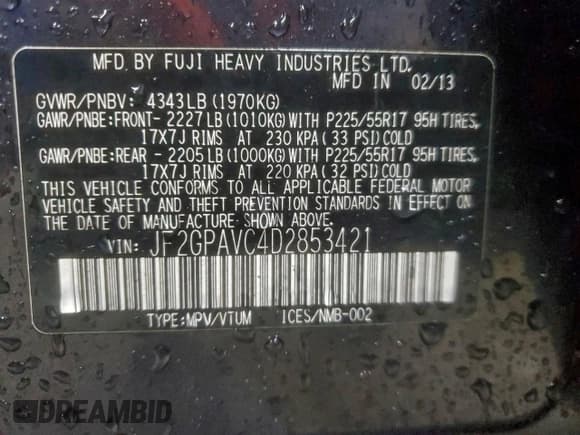 MFD. BY FUJI HEAVY INDUSTRIES LTD.
MFD IN 02/13
GVWR/PNBV: 4343LB (1970KG)
GAWR/PNBE:FRONT- 2227LB (1010KG) WITH P225/55R17 95H TIRES,
17X7J RIMS AT 230 KPA (33 PSI) COLD
GAWR/PNBE:REAR - 2205LB (1000KG) WITH P225/55R17 95H TIRES,
17X7J RIMS AT 220 KPA (32 PSI) COLD
THIS VEHICLE CONFORMS TO ALL APPLICABLE FEDERAL MOTOR
VEHICLE SAFETY AND THEFT PREVENTION STANDARDS IN EFFECT ON
THE DATE OF MANUFACTURE SHOWN ABOVE.
VIN: JF2GPAVC4D2853421
TYPE:MPV/VTUM ICES/NMB-002
DREAMBID